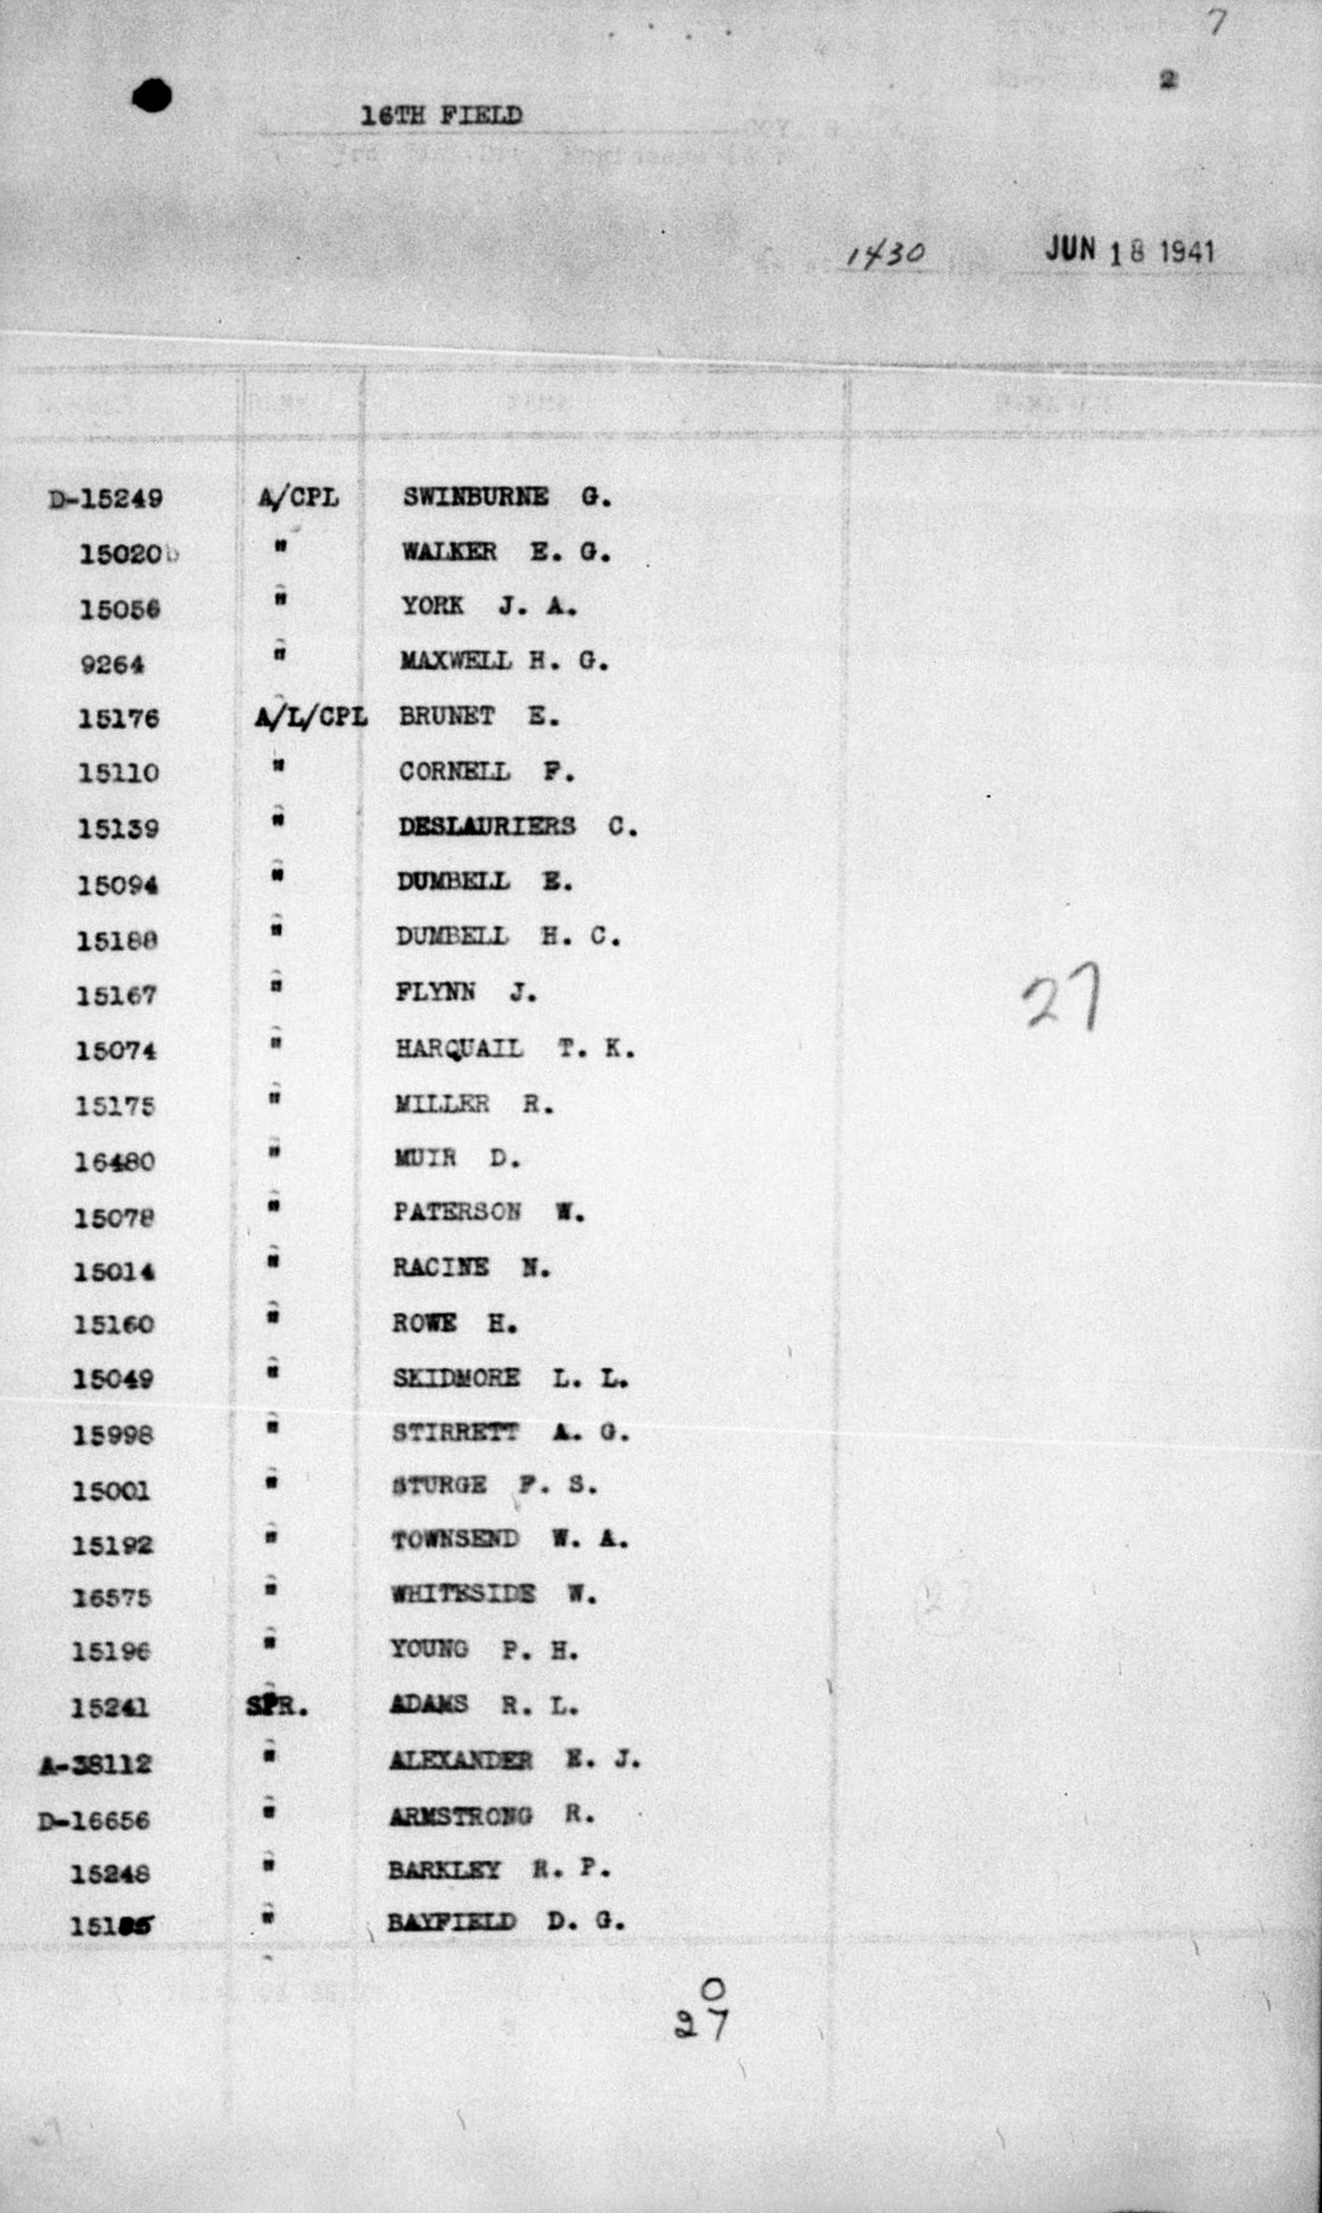 7
2
16TH FIELD
1430 JUN 18 1941
D-15249 A/CPL SWINBURNE G.
15020 " WALKER E. G.
15056 " YORK J. A.
9264 " MAXWELL H. G.
15176 A/L/CPL BRUNET E.
15110 " CORNELL F.
15139 " DESLAURIERS C.
15094 " DUMBELL E.
15188 " DUMBELL H. C.
15167 " FLYNN J.
27
15074 " HARQUAIL T. K.
15175 " MILLER R.
16480 " MUIR D.
15078 " PATERSON W.
15014 " RACINE N.
15160 " ROWE H.
15049 " SKIDMORE L. L.
15998 " STIRRETT A. G.
15001 " STURGE F. S.
15192 " TOWNSEND W. A.
16575 " WHITESIDE W.
15196 " YOUNG P. H.
15241 SPR. ADAMS R. L.
A-38112 " ALEXANDER E. J.
D-16656 " ARMSTRONG R.
15248 " BARKLEY R. P.
" BAYFIELD D. G.
0
27